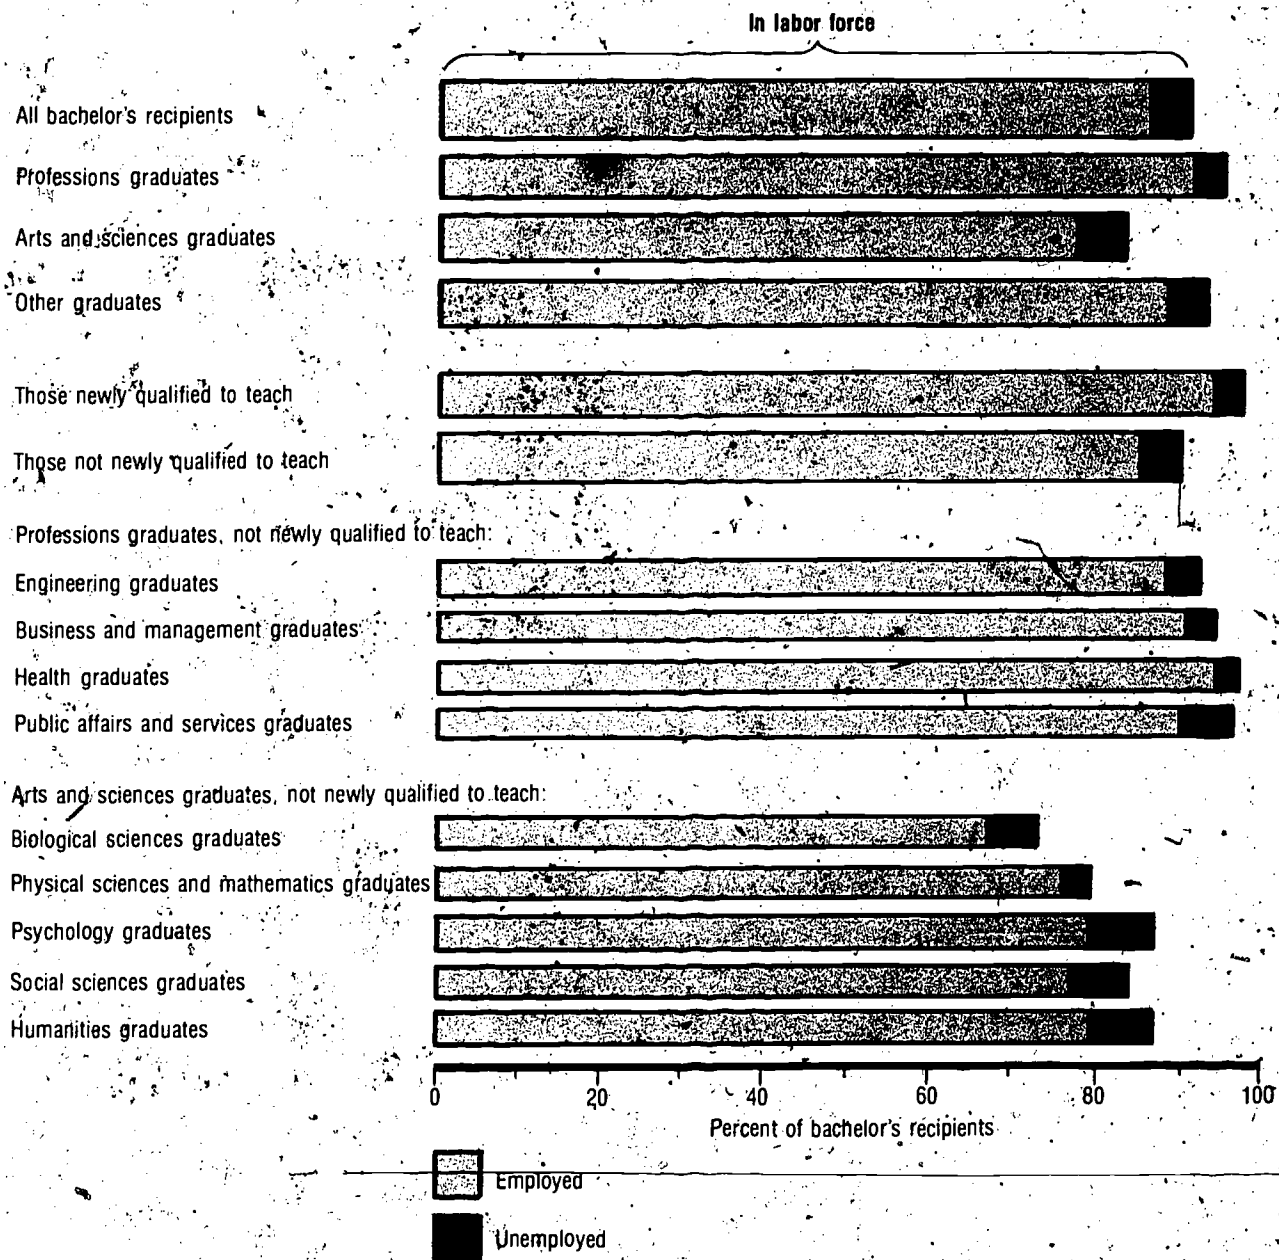 In labor force
All bachelor's recipients
Professions graduates
Arts and sciences graduates
Other graduates
Those newly qualified to teach
Those not newly qualified to teach
Professions graduates, not newly qualified to teach:
Engineering graduates
Business and management graduates
Health graduates
Public affairs and services graduates
Arts and sciences graduates, not newly qualified to teach:
Biological sciences graduates
Physical sciences and mathematics graduates
Psychology graduates
Social sciences graduates
Humanities graduates
0 20 40 60 80 100
Percent of bachelor's recipients
Employed
Unemployed